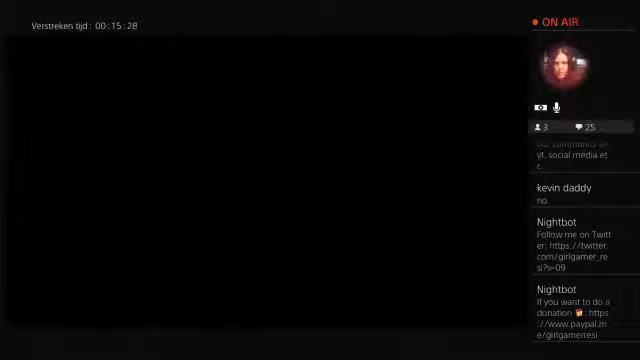 Verstreken tijd: 00:15:28
ON AIR
3
25
yt, social media et
c.
kevin daddy
no
Nightbot
Follow me on Twitt
er: https://twitter.
com/girlgamer_re
si?s=09
Nightbot
If you want to do a
donation 🎁: https
://www.paypal.m
e/girlgamerresi